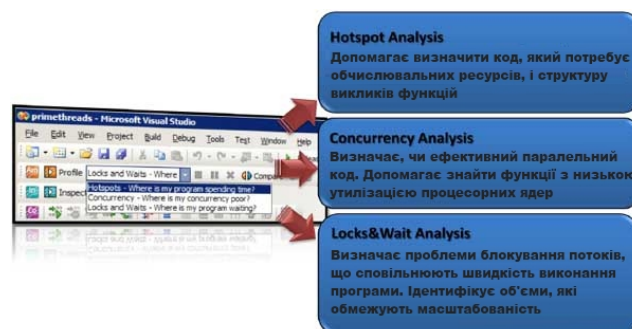 Hotspot Analysis
Допомагає визначити код, який потребує
обчислювальних ресурсів, і структуру
викликів функцій
primethreads - Microsoft Visual Studio
File Edit View Project Build Debug Tools Test Window Help
Profile Locks and Waits - Where Compare
Inspec
Hotspots - Where is my program spending time?
Concurrency - Where is my concurrency poor?
Locks and Waits - Where is my program waiting?
Concurrency Analysis
Визначає, чи ефективний паралельний
код. Допомагає знайти функції з низькою
утилізацією процесорних ядер
Locks&Wait Analysis
Визначає проблеми блокування потоків,
що сповільнюють швидкість виконання
програми. Ідентифікує об'єми, які
обмежують масштабованість